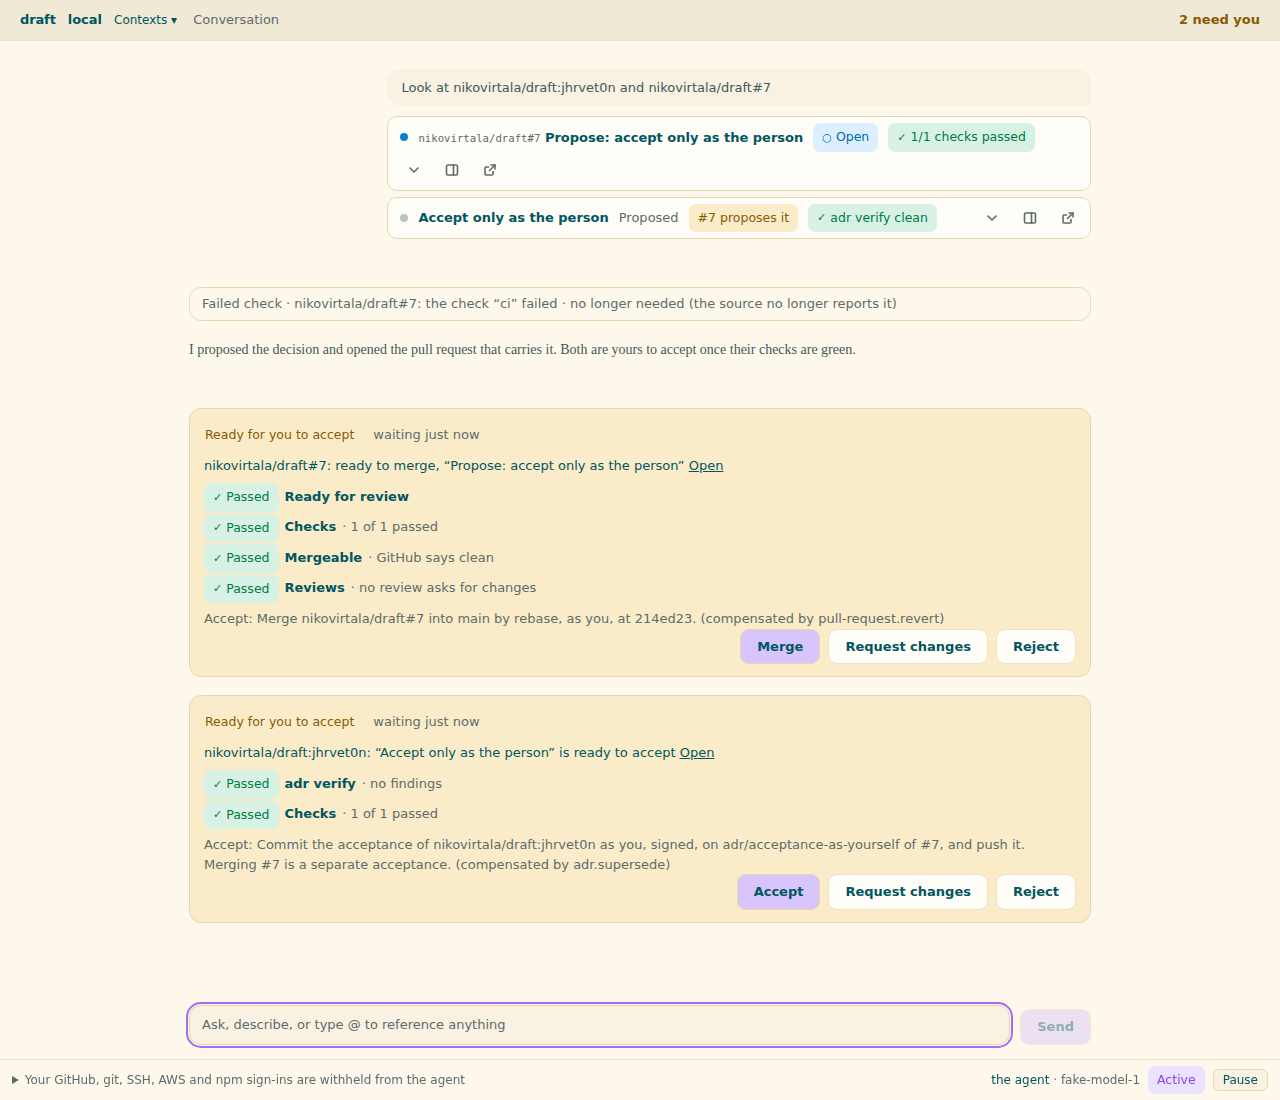 draft local Contexts ▾ Conversation 2 need you
Look at nikovirtala/draft:jhrvet0n and nikovirtala/draft#7
nikovirtala/draft#7 Propose: accept only as the person ○ Open ✓ 1/1 checks passed
Accept only as the person Proposed #7 proposes it ✓ adr verify clean
Failed check · nikovirtala/draft#7: the check “ci” failed · no longer needed (the source no longer reports it)
I proposed the decision and opened the pull request that carries it. Both are yours to accept once their checks are green.
Ready for you to accept waiting just now
nikovirtala/draft#7: ready to merge, “Propose: accept only as the person” Open
✓ Passed Ready for review
✓ Passed Checks · 1 of 1 passed
✓ Passed Mergeable · GitHub says clean
✓ Passed Reviews · no review asks for changes
Accept: Merge nikovirtala/draft#7 into main by rebase, as you, at 214ed23. (compensated by pull-request.revert)
Merge Request changes Reject
Ready for you to accept waiting just now
nikovirtala/draft:jhrvet0n: “Accept only as the person” is ready to accept Open
✓ Passed adr verify · no findings
✓ Passed Checks · 1 of 1 passed
Accept: Commit the acceptance of nikovirtala/draft:jhrvet0n as you, signed, on adr/acceptance-as-yourself of #7, and push it.
Merging #7 is a separate acceptance. (compensated by adr.supersede)
Accept Request changes Reject
Ask, describe, or type @ to reference anything Send
▶ Your GitHub, git, SSH, AWS and npm sign-ins are withheld from the agent the agent · fake-model-1 Active Pause